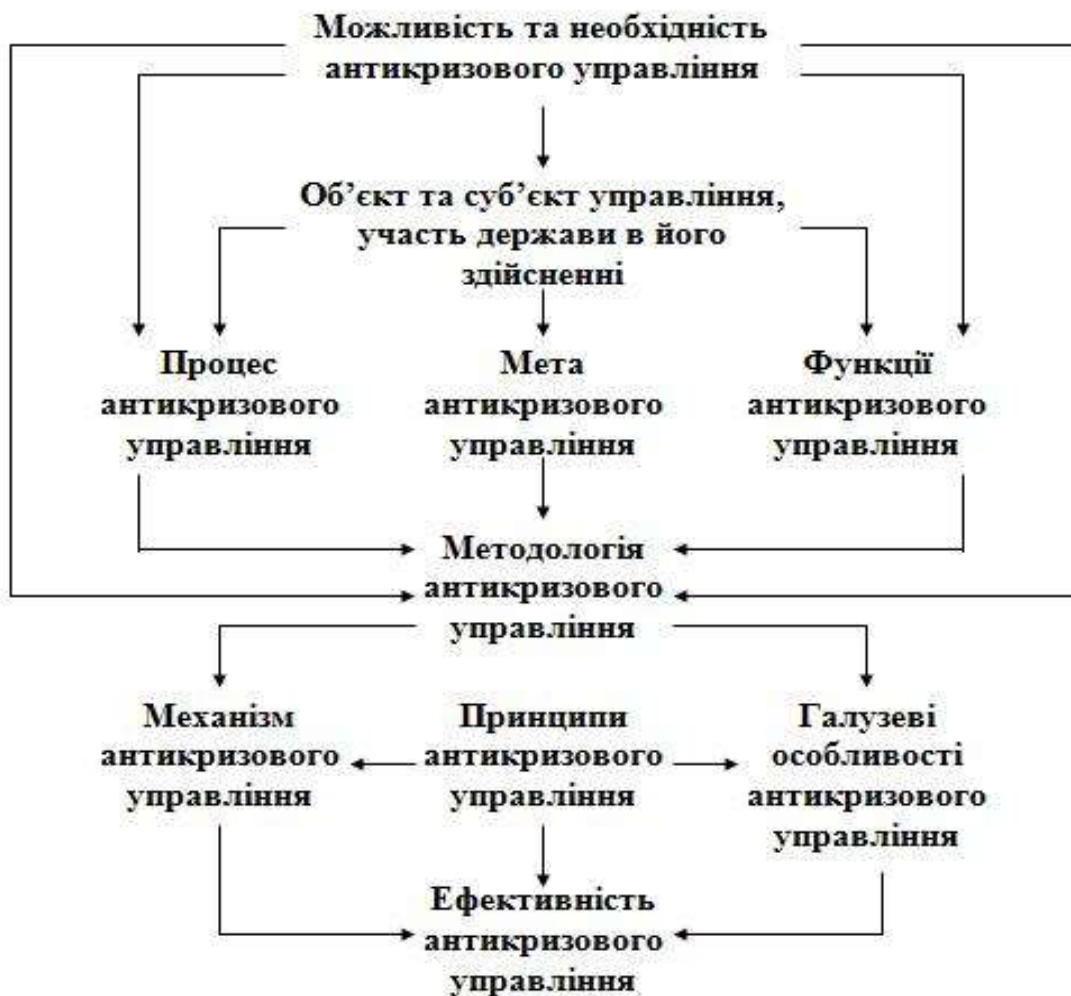 Можливість та необхідність
антикризового управління
Об’єкт та суб’єкт управління,
участь держави в його
здійсненні
Процес
антикризового
управління
Мета
антикризового
управління
Функції
антикризового
управління
Методологія
антикризового
управління
Механізм
антикризового
управління
Принципи
антикризового
управління
Галузеві
особливості
антикризового
управління
Ефективність
антикризового
управління